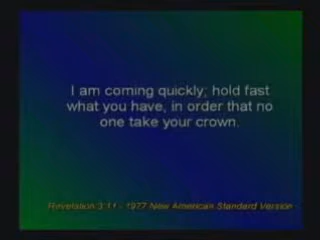 I am coming quickly; hold fast
what you have, in order that no
one take your crown.
Revelation 3:11 - 1977 New American Standard Version